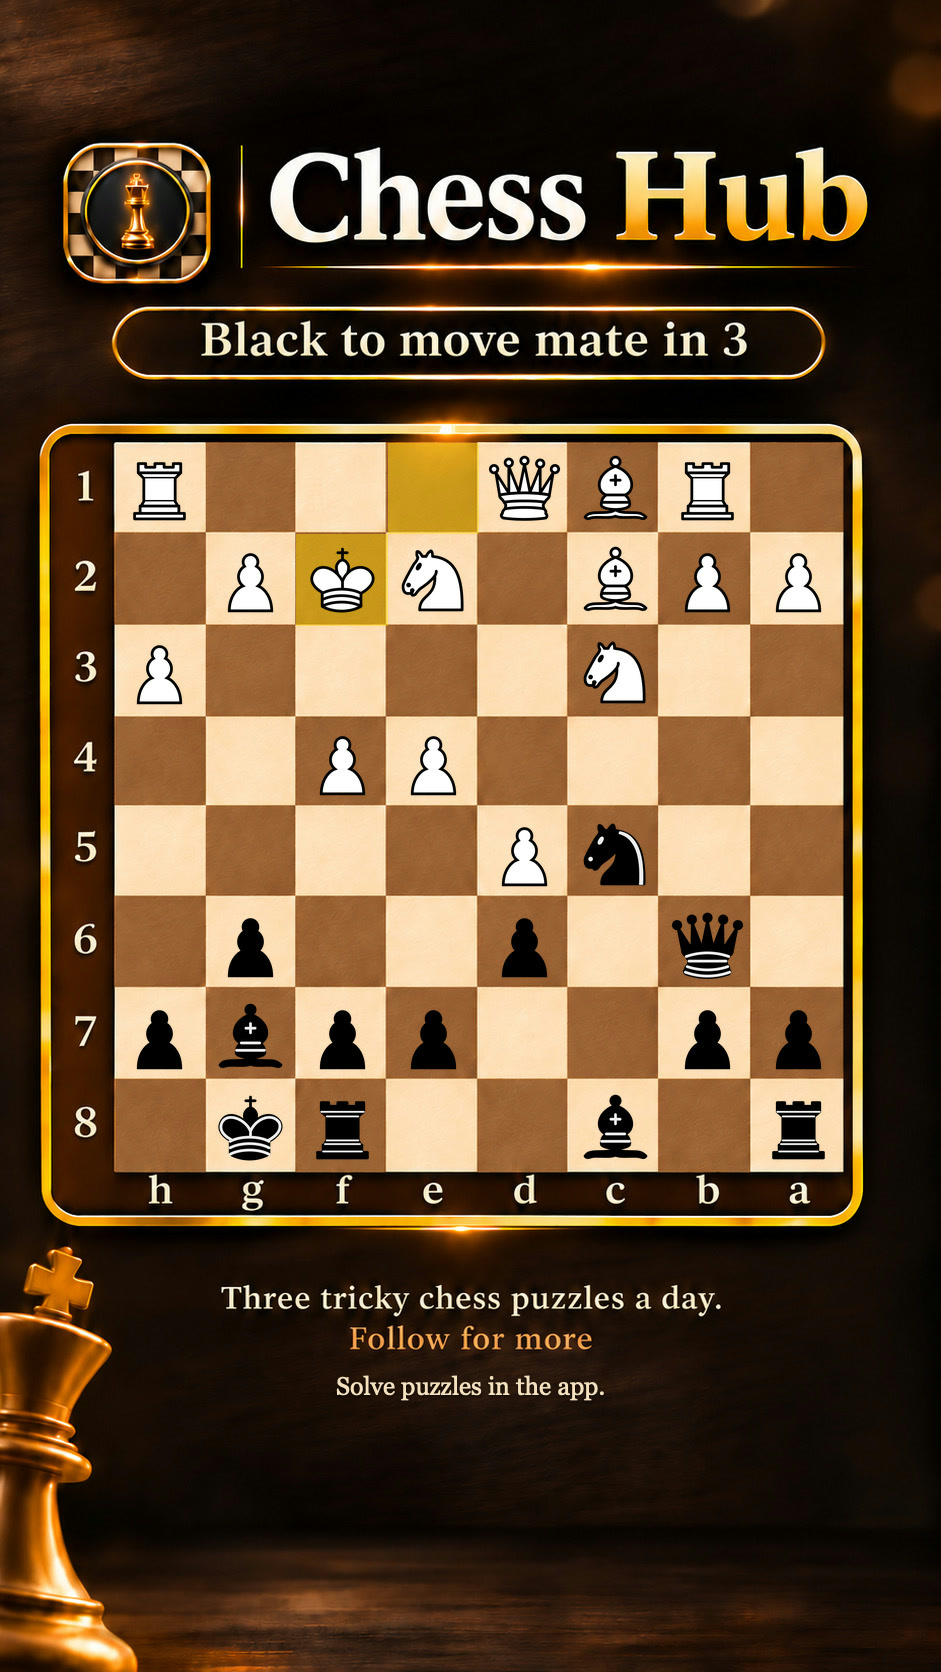 Chess Hub
Black to move mate in 3
1
2
3
4
5
6
7
8
h g f e d c b a
Three tricky chess puzzles a day.
Follow for more
Solve puzzles in the app.